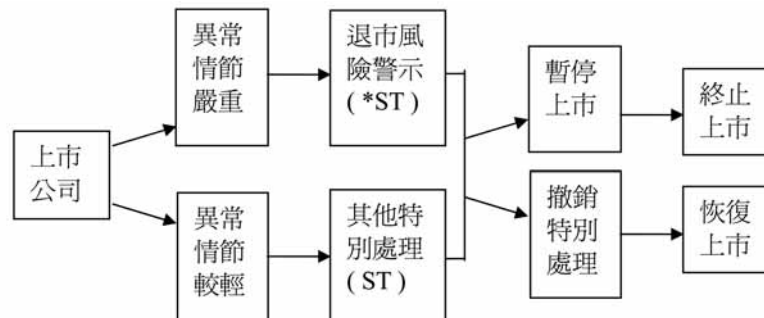 上市
公司
異常
情節
嚴重
退市風
險警示
( *ST )
暫停
上市
終止
上市
異常
情節
較輕
其他特
別處理
( ST )
撤銷
特別
處理
恢復
上市